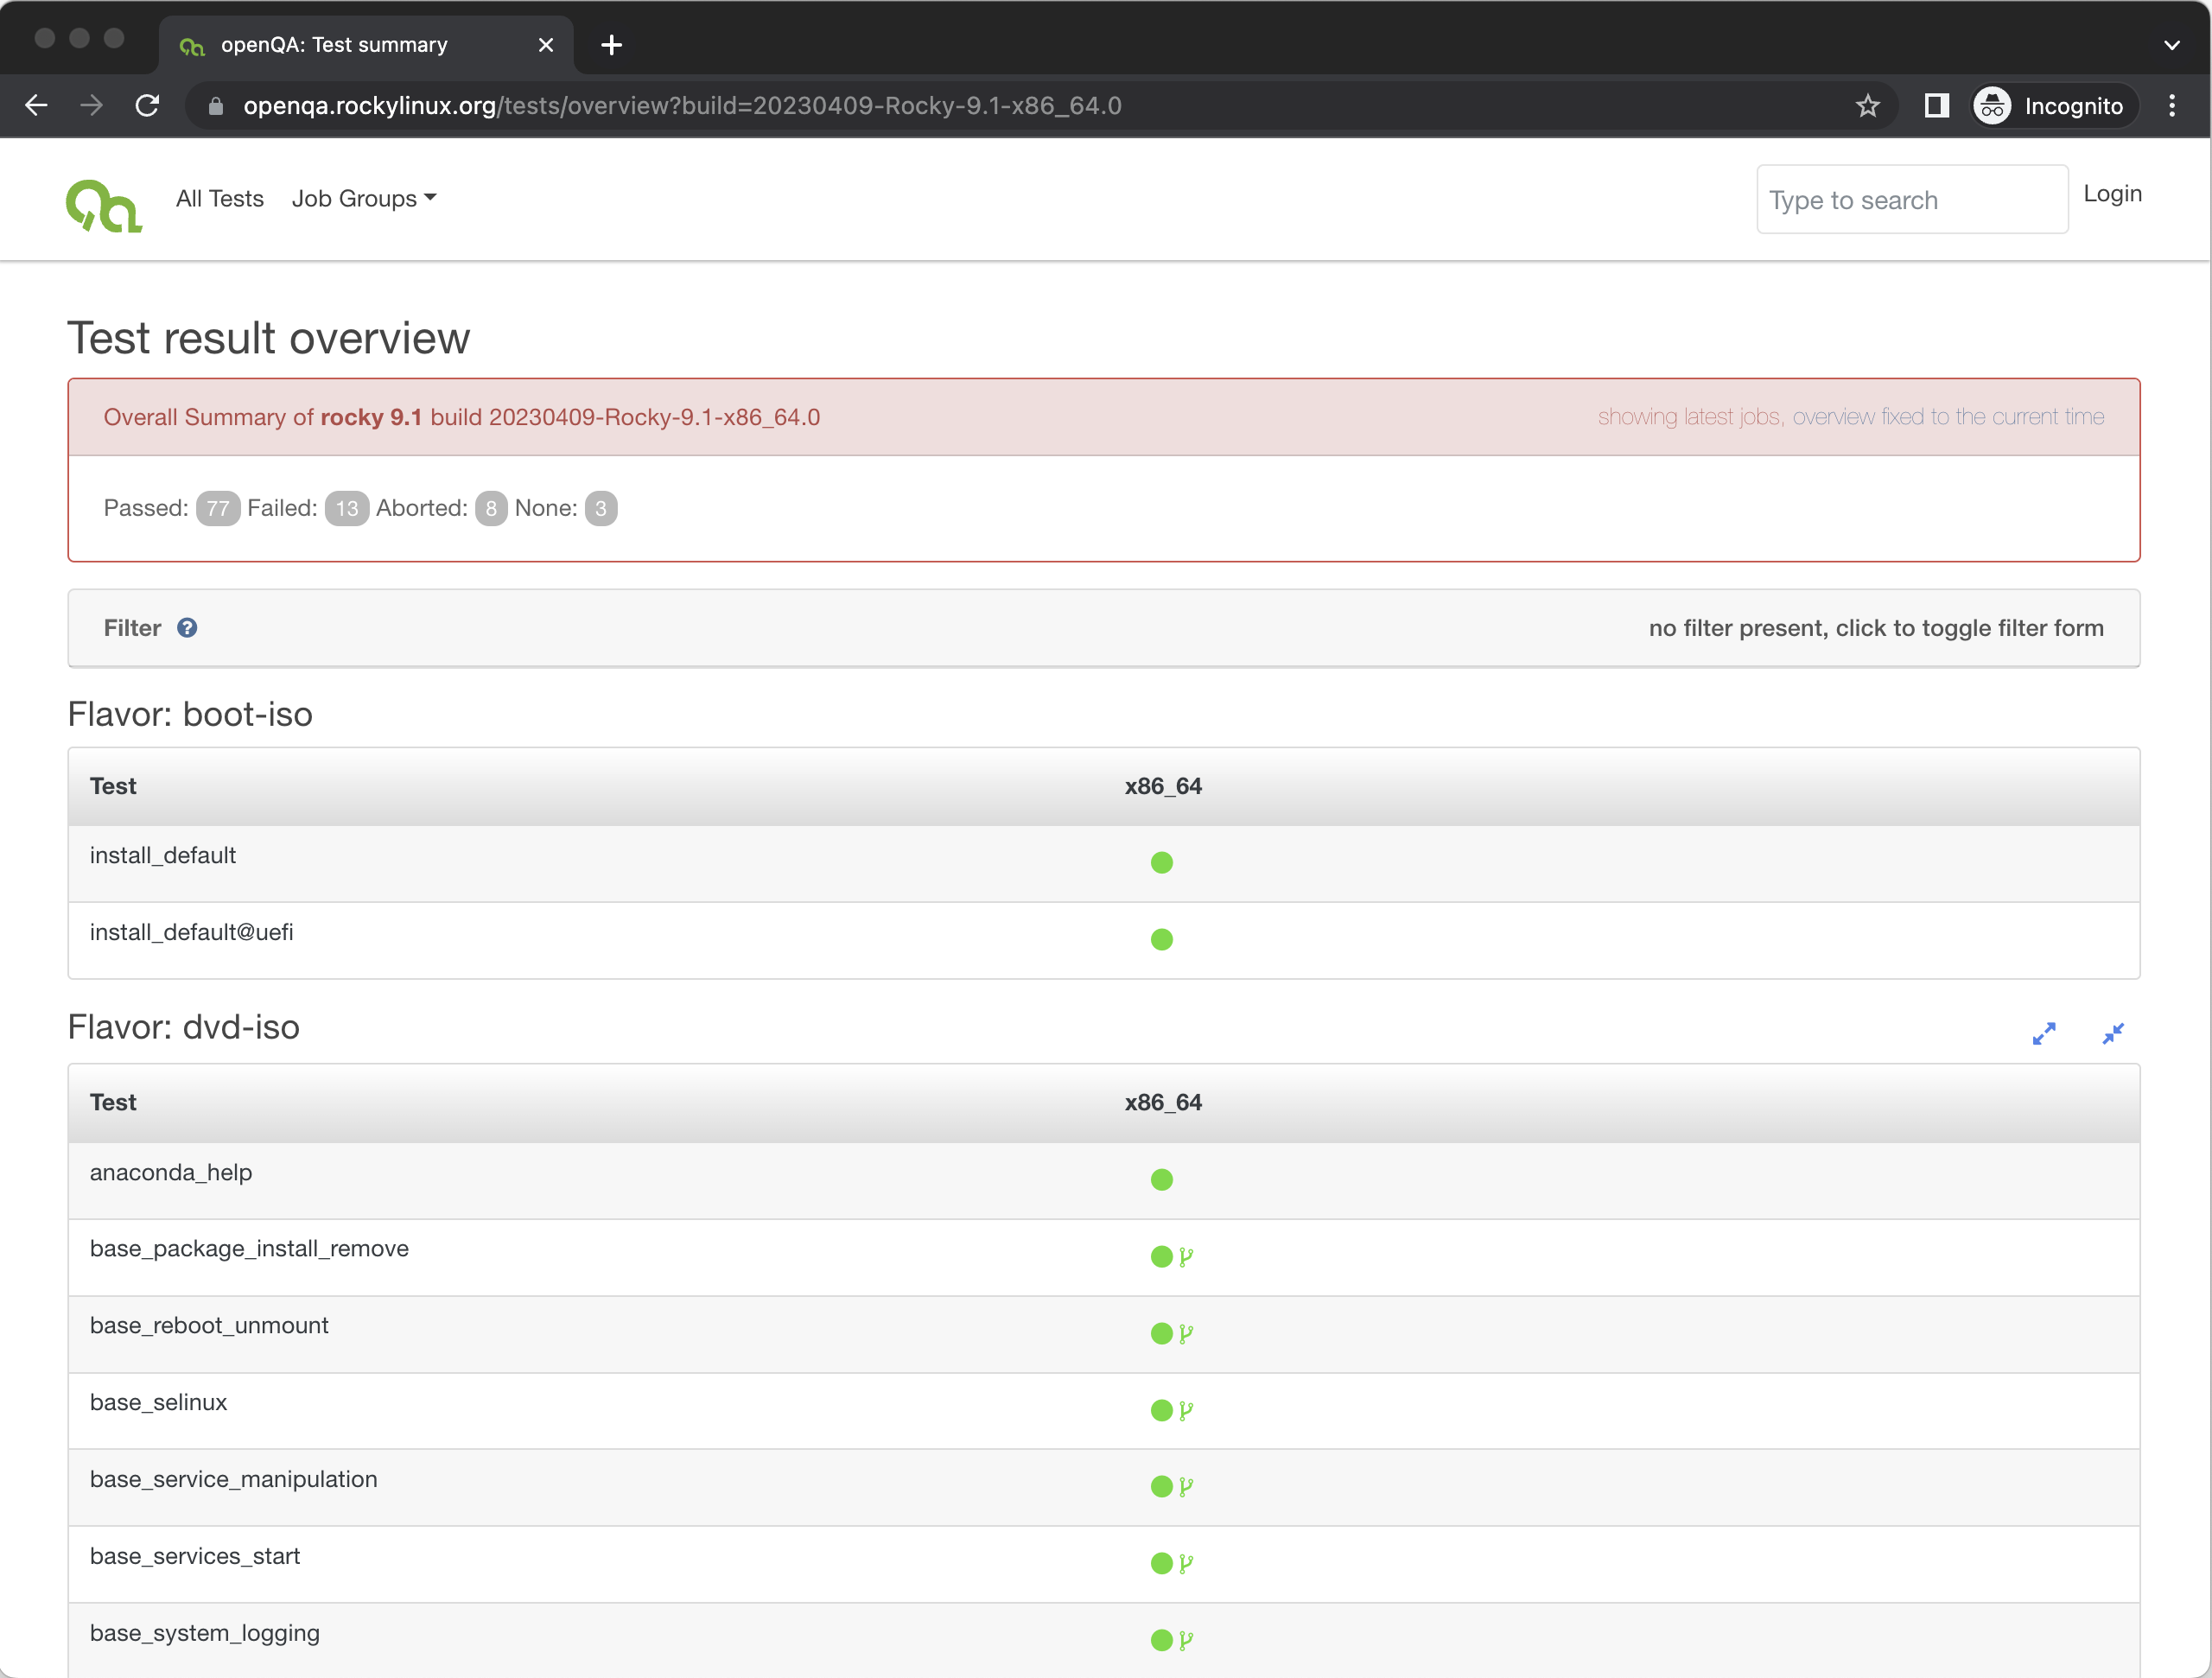 openQA: Test summary
openqa.rockylinux.org/tests/overview?build=20230409-Rocky-9.1-x86_64.0
Incognito
All Tests Job Groups
Type to search
Login
Test result overview
Overall Summary of rocky 9.1 build 20230409-Rocky-9.1-x86_64.0
showing latest jobs, overview fixed to the current time
Passed: 77 Failed: 13 Aborted: 8 None: 3
Filter ?
no filter present, click to toggle filter form
Flavor: boot-iso
Test x86_64
install_default
install_default@uefi
Flavor: dvd-iso
Test x86_64
anaconda_help
base_package_install_remove
base_reboot_unmount
base_selinux
base_service_manipulation
base_services_start
base_system_logging